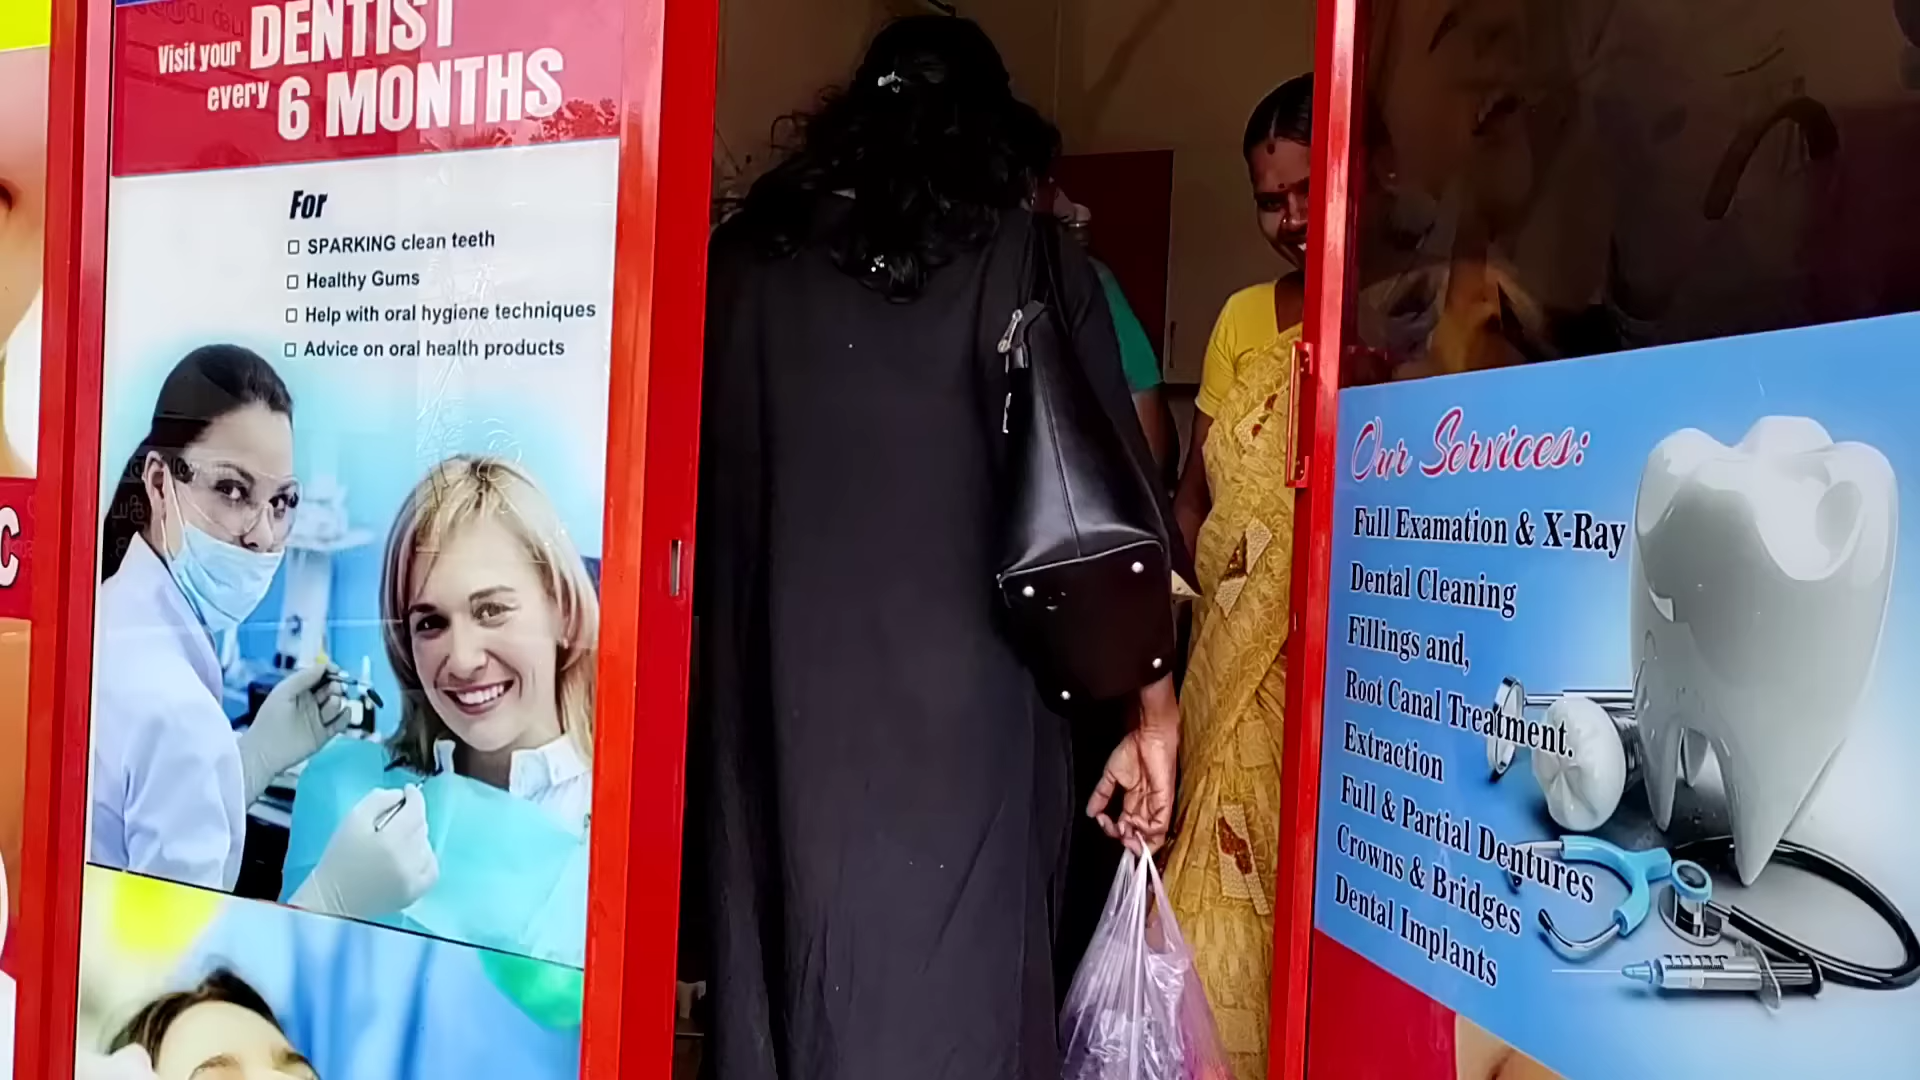 Visit your DENTIST
every 6 MONTHS
For
SPARKING clean teeth
Healthy Gums
Help with oral hygiene techniques
Advice on oral health products
C
Our Services:
Full Examation & X-Ray
Dental Cleaning
Fillings and,
Root Canal Treatment.
Extraction
Full & Partial Dentures
Crowns & Bridges
Dental Implants